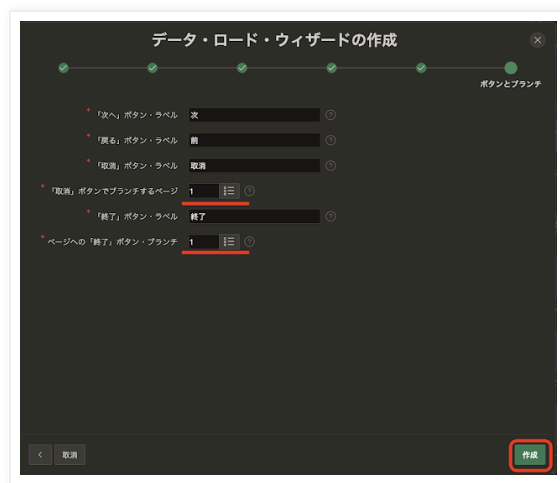 データ・ロード・ウィザードの作成
ボタンとブランチ
* 「次へ」ボタン・ラベル 次
* 「戻る」ボタン・ラベル 前
* 「取消」ボタン・ラベル 取消
* 「取消」ボタンでブランチするページ 1
* 「終了」ボタン・ラベル 終了
* ページへの「終了」ボタン・ブランチ 1
取消
作成